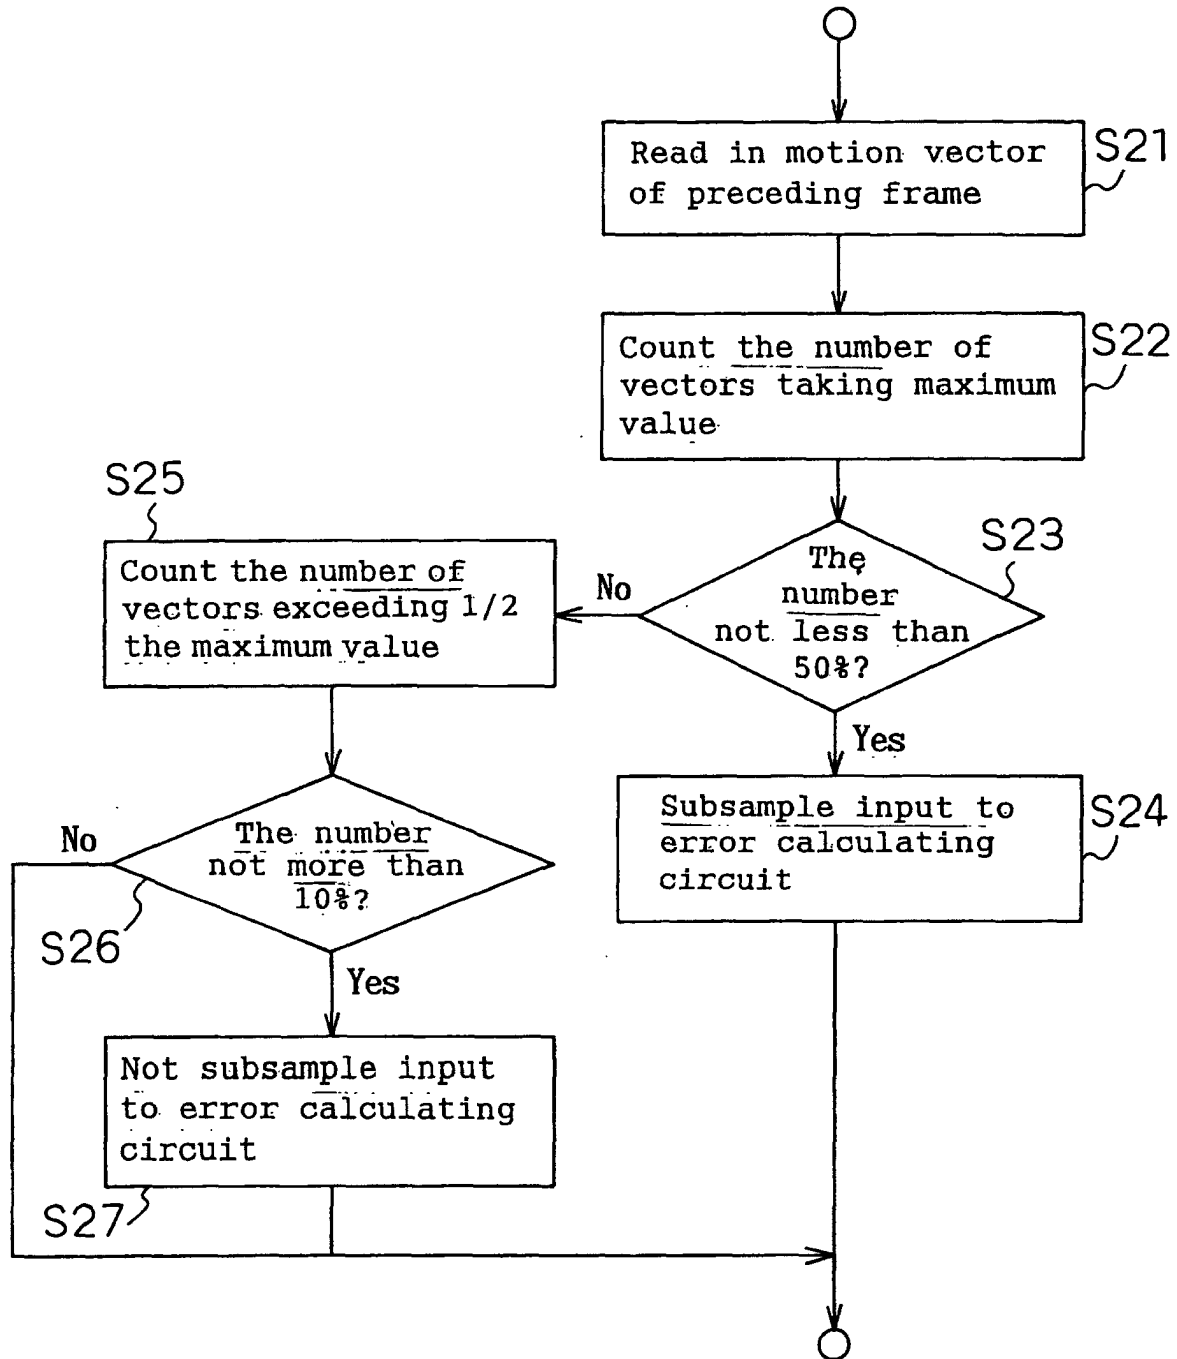 Read in motion vector
of preceding frame
S21
Count the number of
vectors taking maximum
value
S22
The
number
not less than
50%?
S23
No
Yes
Subsample input to
error calculating
circuit
S24
S25
Count the number of
vectors exceeding 1/2
the maximum value
The number
not more than
10%?
S26
No
Yes
Not subsample input
to error calculating
circuit
S27